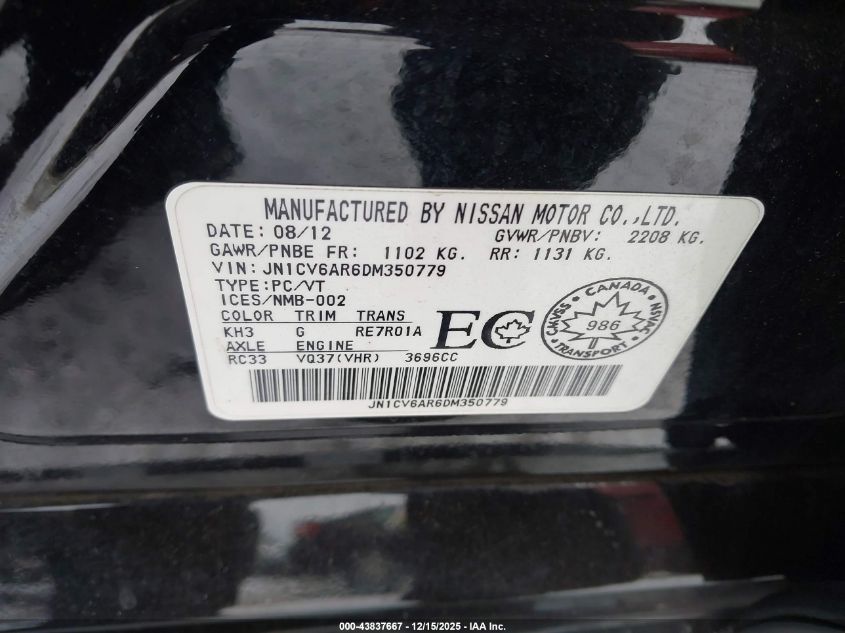 MANUFACTURED BY NISSAN MOTOR CO.,LTD.
DATE: 08/12 GVWR/PNBV: 2208 KG.
GAWR/PNBE FR: 1102 KG. RR: 1131 KG.
VIN: JN1CV6AR6DM350779
TYPE:PC/VT
ICES/NMB-002
COLOR TRIM TRANS
KH3 G RE7R01A
AXLE ENGINE
RC33 VQ37(VHR) 3696CC
EC
CANADA
CMVSS 986 NSVAC
TRANSPORT
JN1CV6AR6DM350779
000-43837667 - 12/15/2025 - IAA Inc.